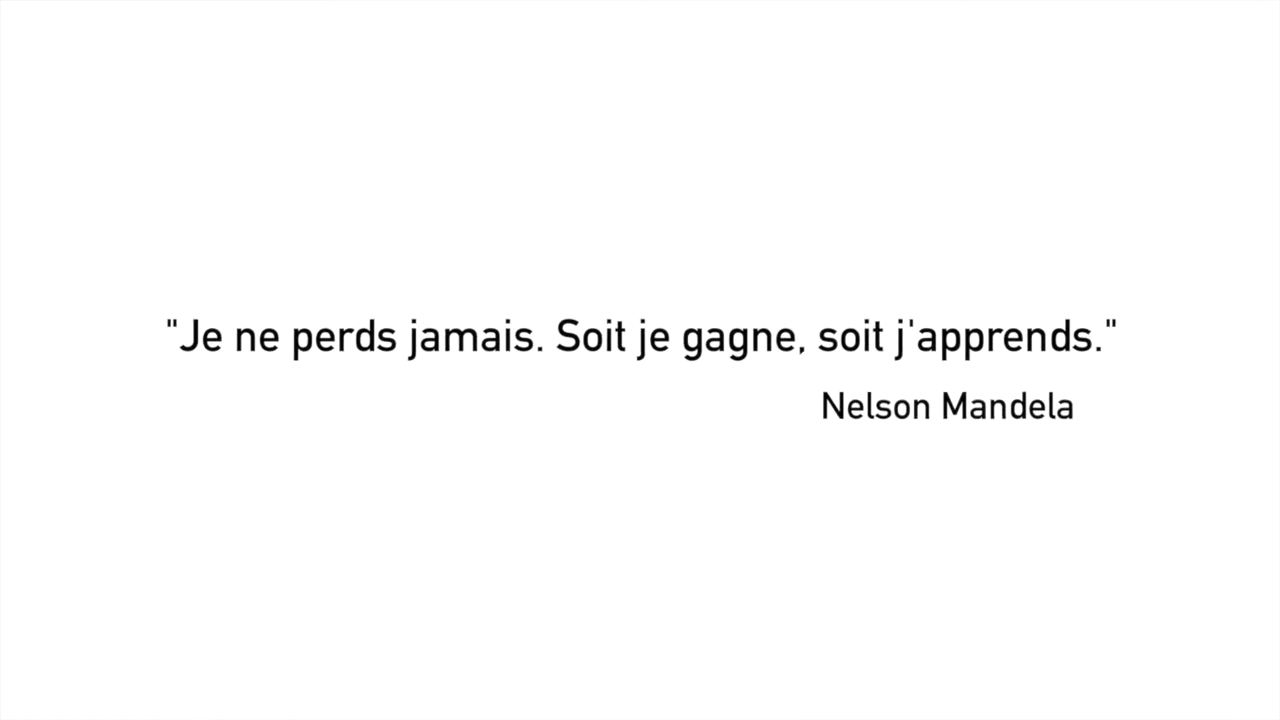 "Je ne perds jamais. Soit je gagne, soit j'apprends."
Nelson Mandela